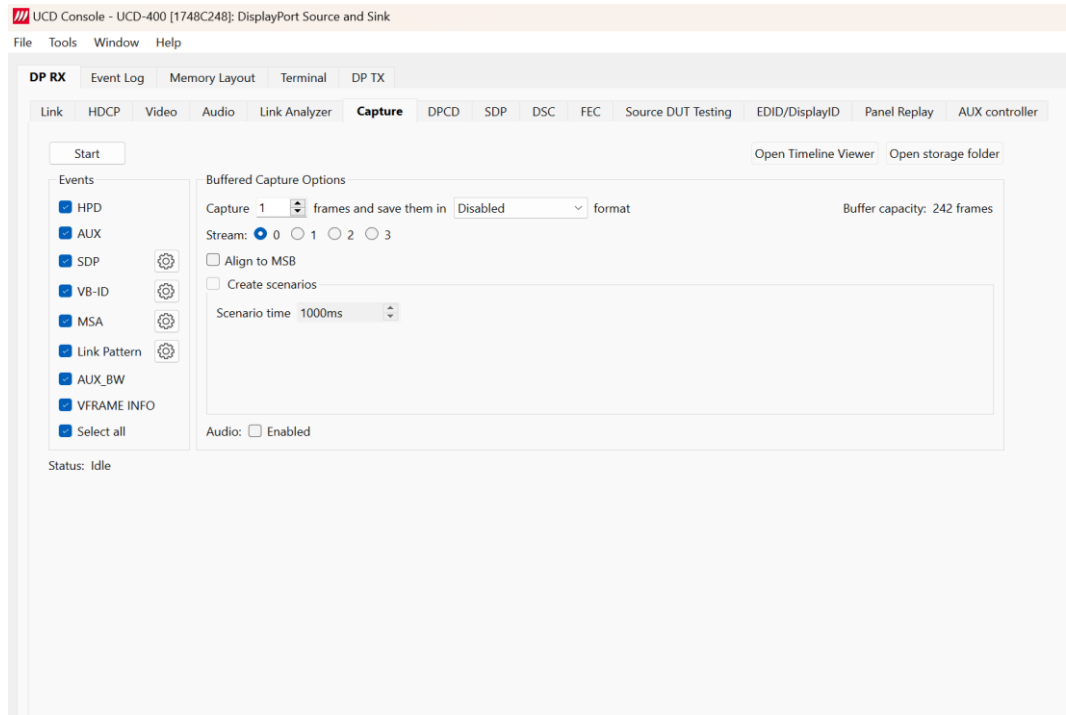 UCD Console - UCD-400 [1748C248]: DisplayPort Source and Sink
File Tools Window Help
DP RX Event Log Memory Layout Terminal DP TX
Link HDCP Video Audio Link Analyzer Capture DPCD SDP DSC FEC Source DUT Testing EDID/DisplayID Panel Replay AUX controller
Start Open Timeline Viewer Open storage folder
Events
HPD
AUX
SDP
VB-ID
MSA
Link Pattern
AUX_BW
VFRAME INFO
Select all
Buffered Capture Options
Capture 1 frames and save them in Disabled format Buffer capacity: 242 frames
Stream: 0 1 2 3
Align to MSB
Create scenarios
Scenario time 1000ms
Audio: Enabled
Status: Idle